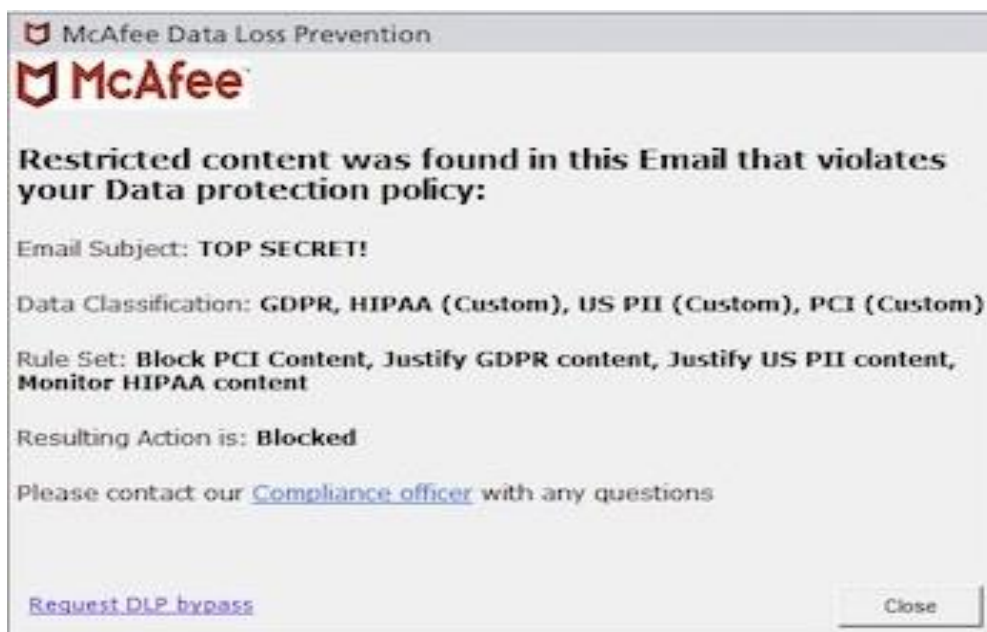 McAfee Data Loss Prevention
McAfee
Restricted content was found in this Email that violates
your Data protection policy:
Email Subject: TOP SECRET!
Data Classification: GDPR, HIPAA (Custom), US PII (Custom), PCI (Custom)
Rule Set: Block PCI Content, Justify GDPR content, Justify US PII content,
Monitor HIPAA content
Resulting Action is: Blocked
Please contact our Compliance officer with any questions
Request DLP bypass
Close